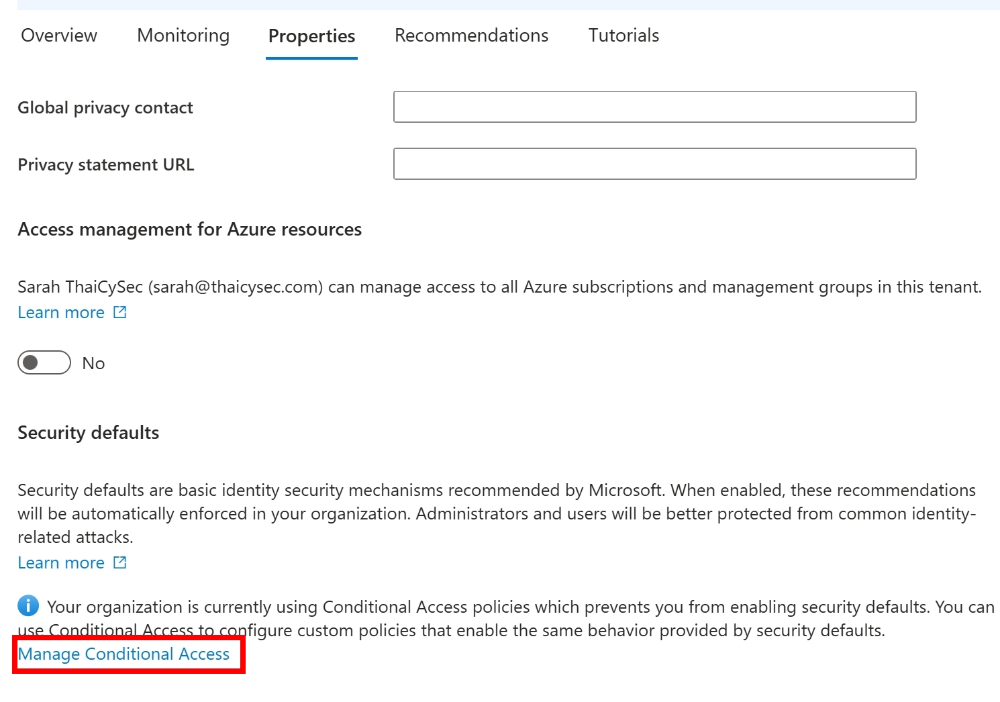 Overview Monitoring Properties Recommendations Tutorials
Global privacy contact
Privacy statement URL
Access management for Azure resources
Sarah ThaiCySec (sarah@thaicysec.com) can manage access to all Azure subscriptions and management groups in this tenant.
Learn more
No
Security defaults
Security defaults are basic identity security mechanisms recommended by Microsoft. When enabled, these recommendations
will be automatically enforced in your organization. Administrators and users will be better protected from common identity-
related attacks.
Learn more
Your organization is currently using Conditional Access policies which prevents you from enabling security defaults. You can
use Conditional Access to configure custom policies that enable the same behavior provided by security defaults.
Manage Conditional Access